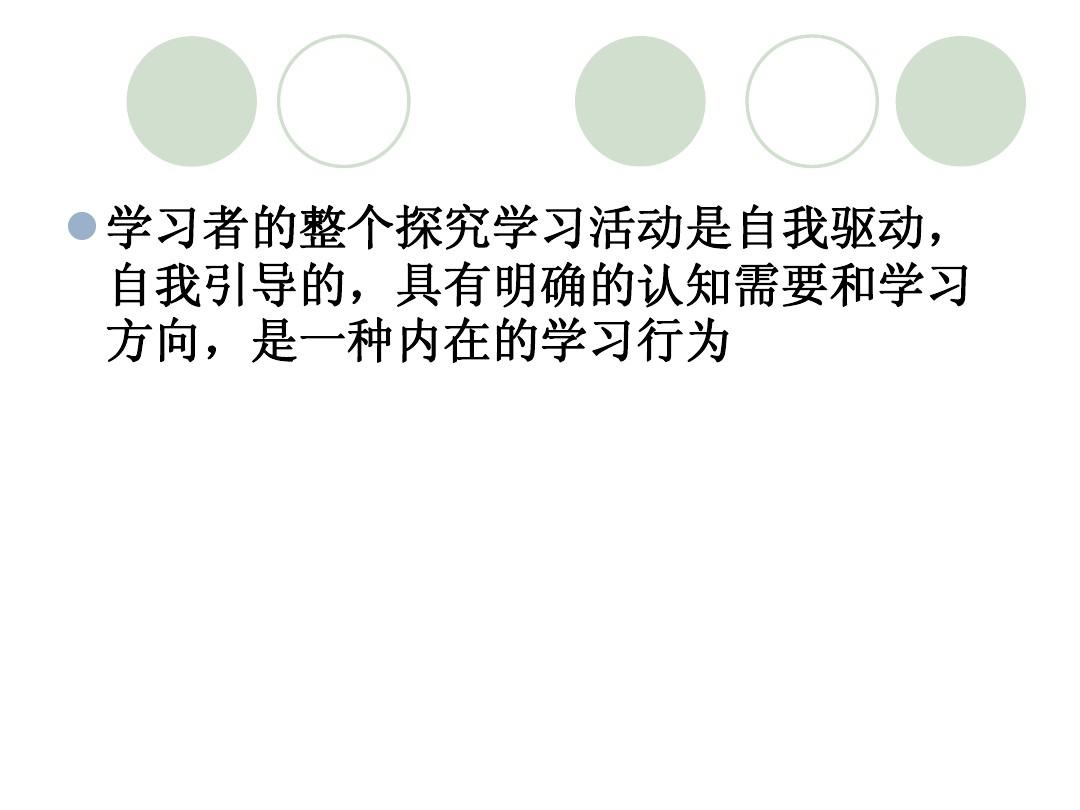 学习者的整个探究学习活动是自我驱动，
自我引导的，具有明确的认知需要和学习
方向，是一种内在的学习行为